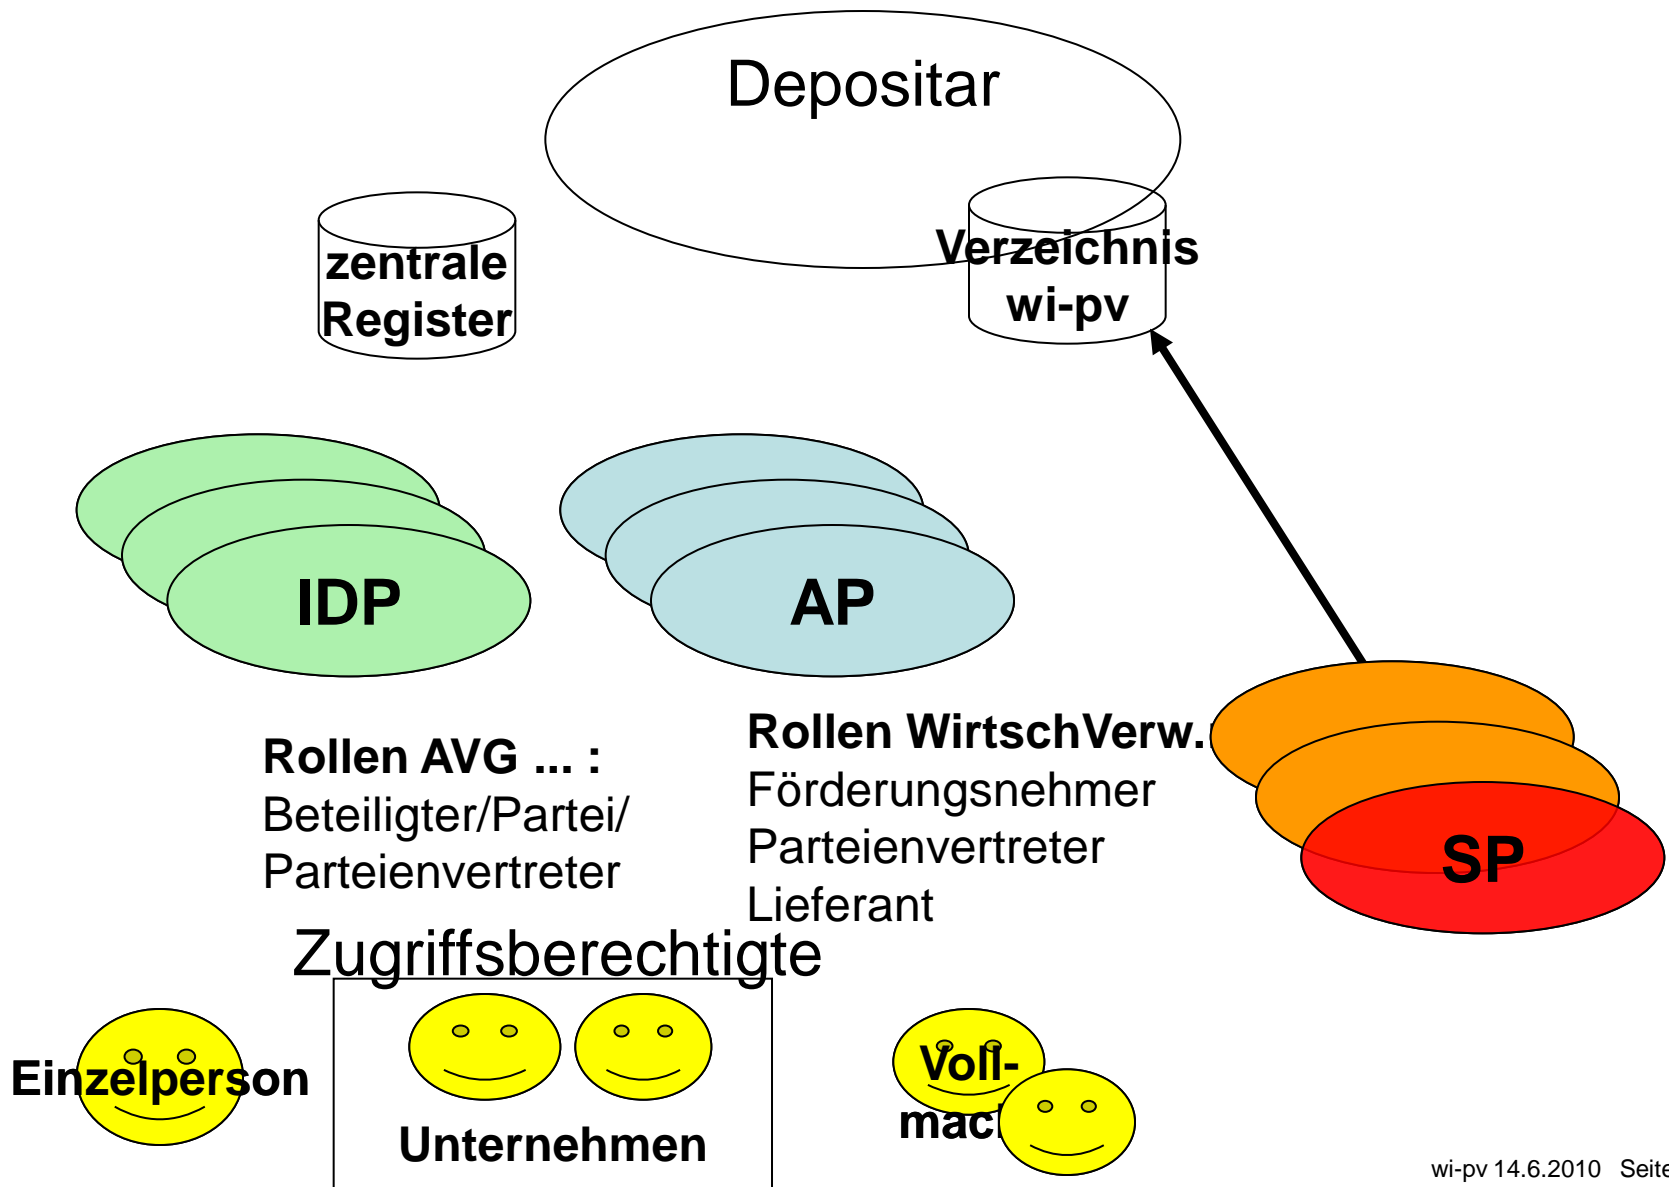 Depositar
zentrale
Register
Verzeichnis
wi-pv
IDP
AP
SP
Rollen AVG ... :
Beteiligter/Partei/
Parteienvertreter
Rollen WirtschVerw.
Förderungsnehmer
Parteienvertreter
Lieferant
Zugriffsberechtigte
Einzelperson
Unternehmen
Voll-
wi-pv 14.6.2010 Seite